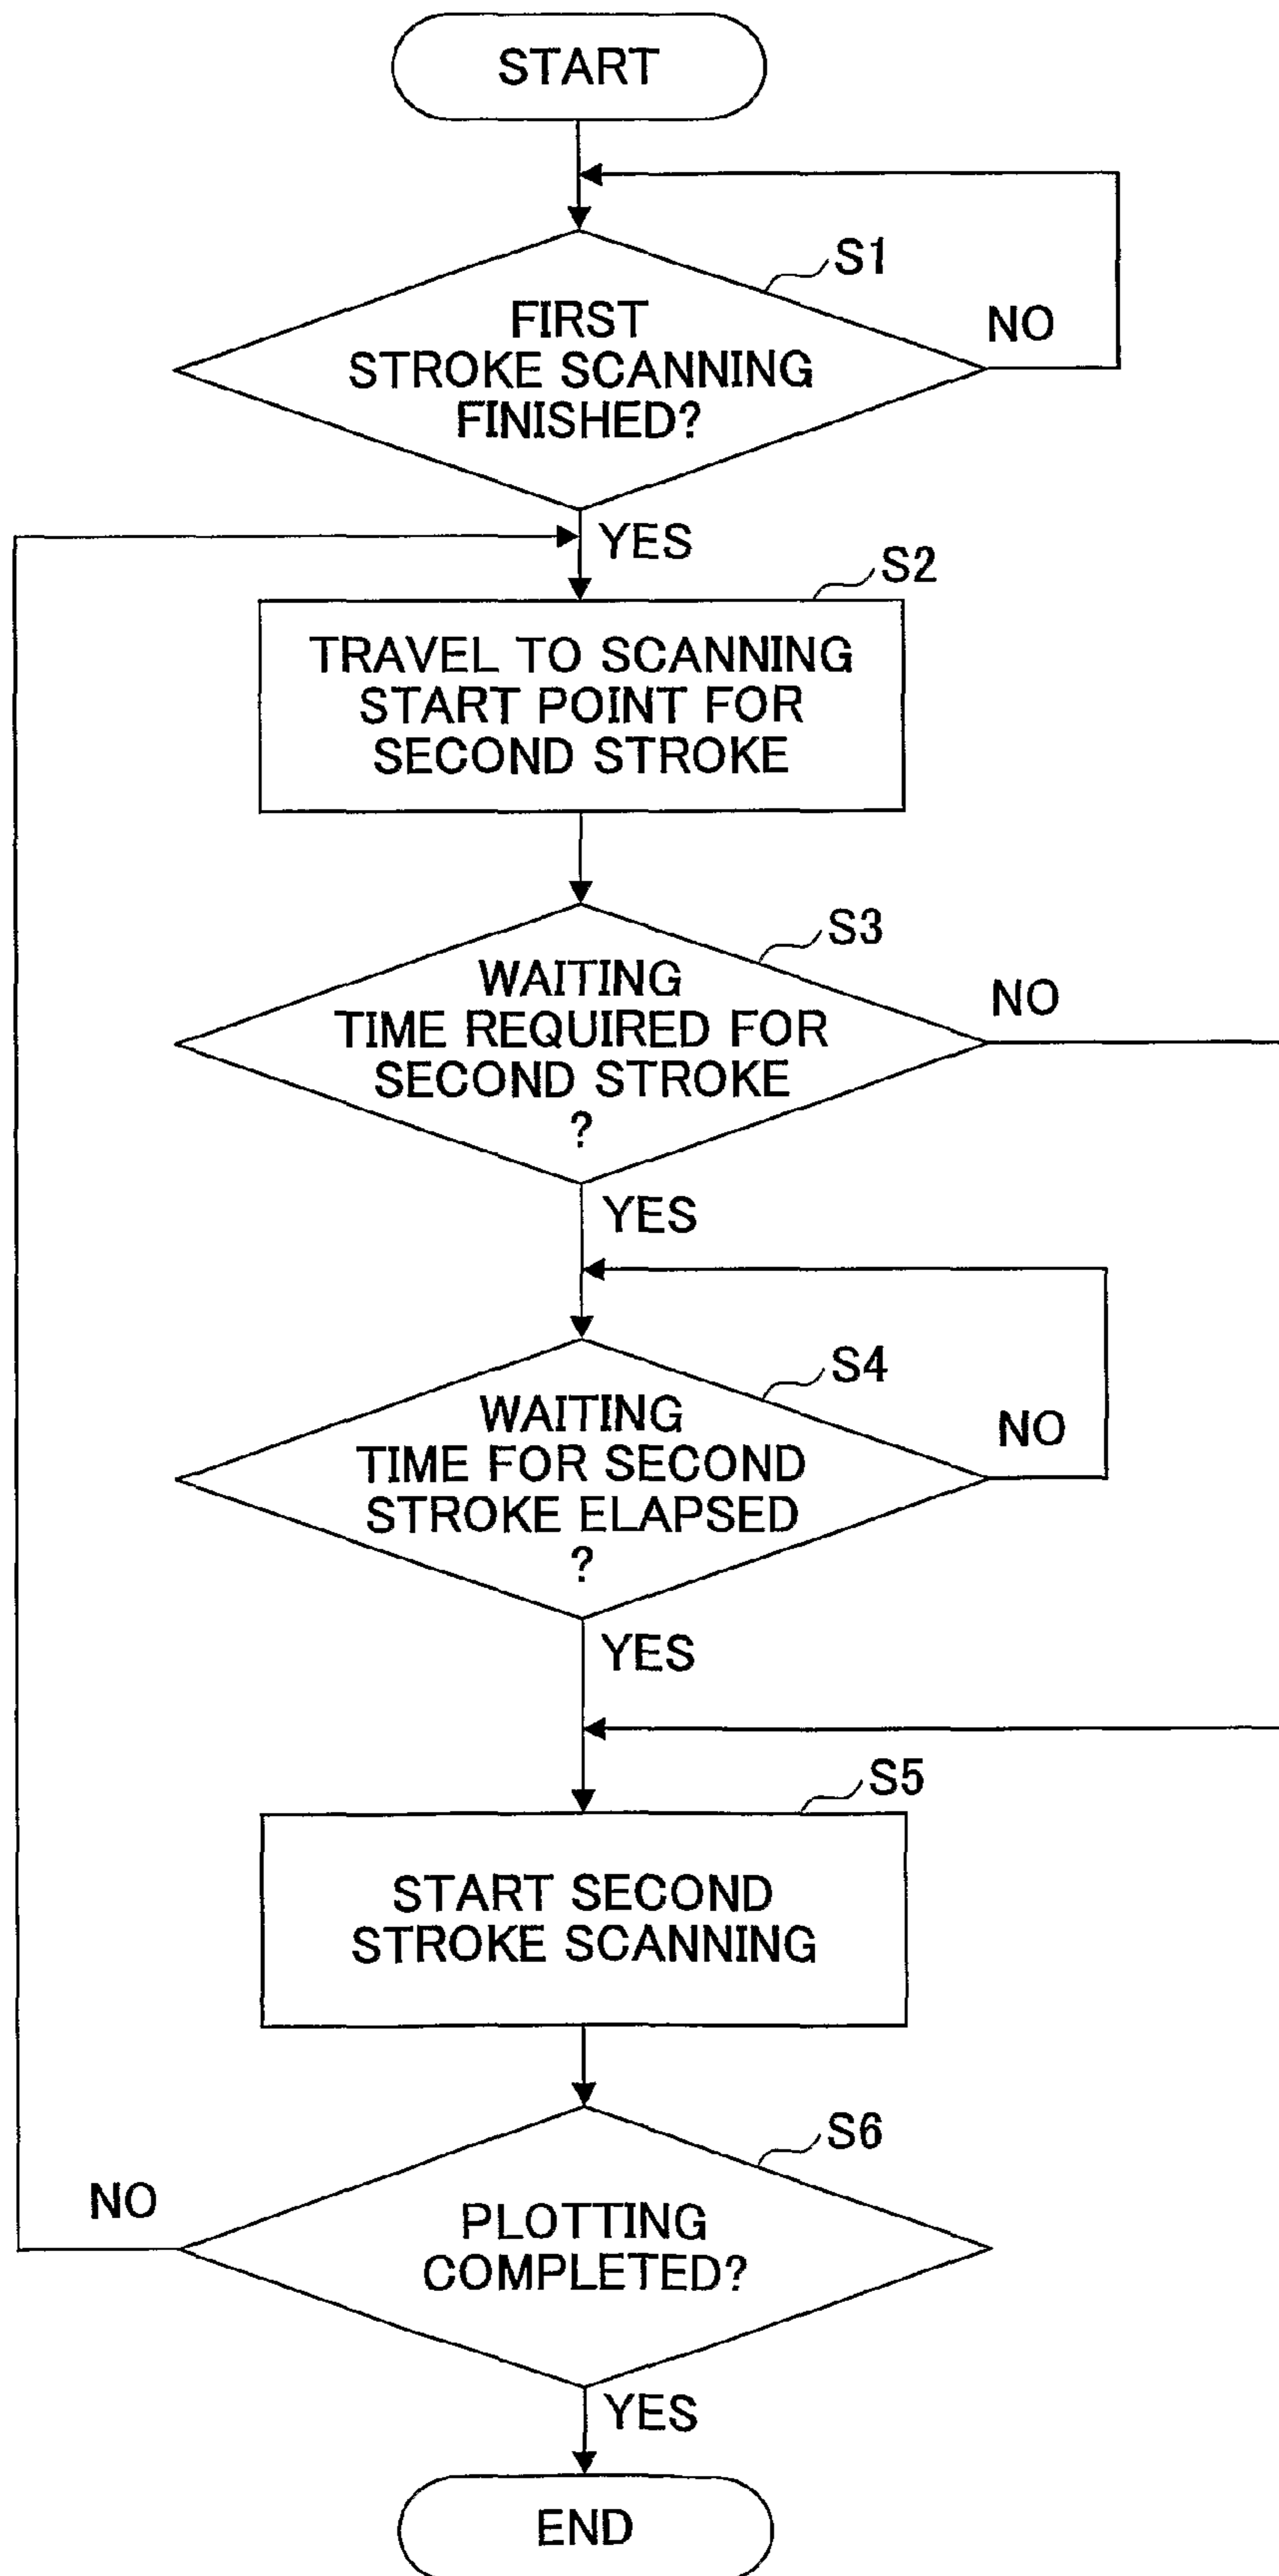 START
S1
FIRST
STROKE SCANNING
FINISHED?
NO
YES
S2
TRAVEL TO SCANNING
START POINT FOR
SECOND STROKE
S3
WAITING
TIME REQUIRED FOR
SECOND STROKE
?
NO
YES
S4
WAITING
TIME FOR SECOND
STROKE ELAPSED
?
NO
YES
S5
START SECOND
STROKE SCANNING
S6
PLOTTING
COMPLETED?
NO
YES
END